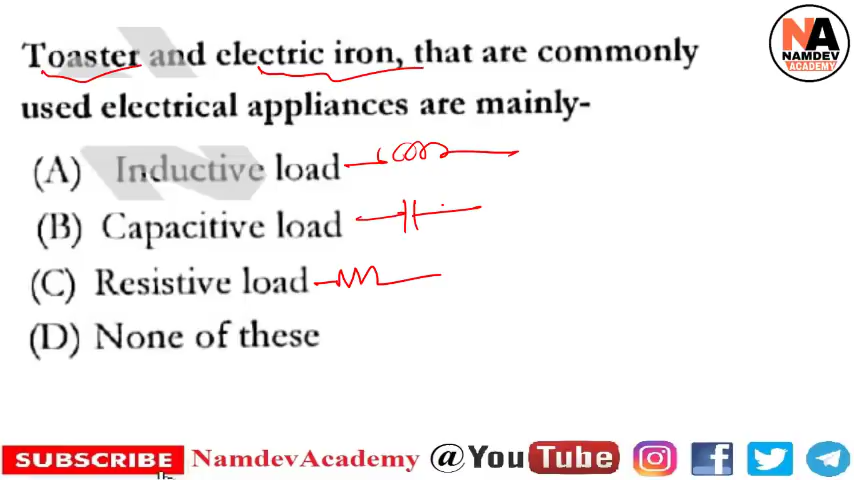 NA
NAMDEV
ACADEMY
Toaster and electric iron, that are commonly
used electrical appliances are mainly-
(A) Inductive load
(B) Capacitive load
(C) Resistive load
(D) None of these
SUBSCRIBE NamdevAcademy @YouTube